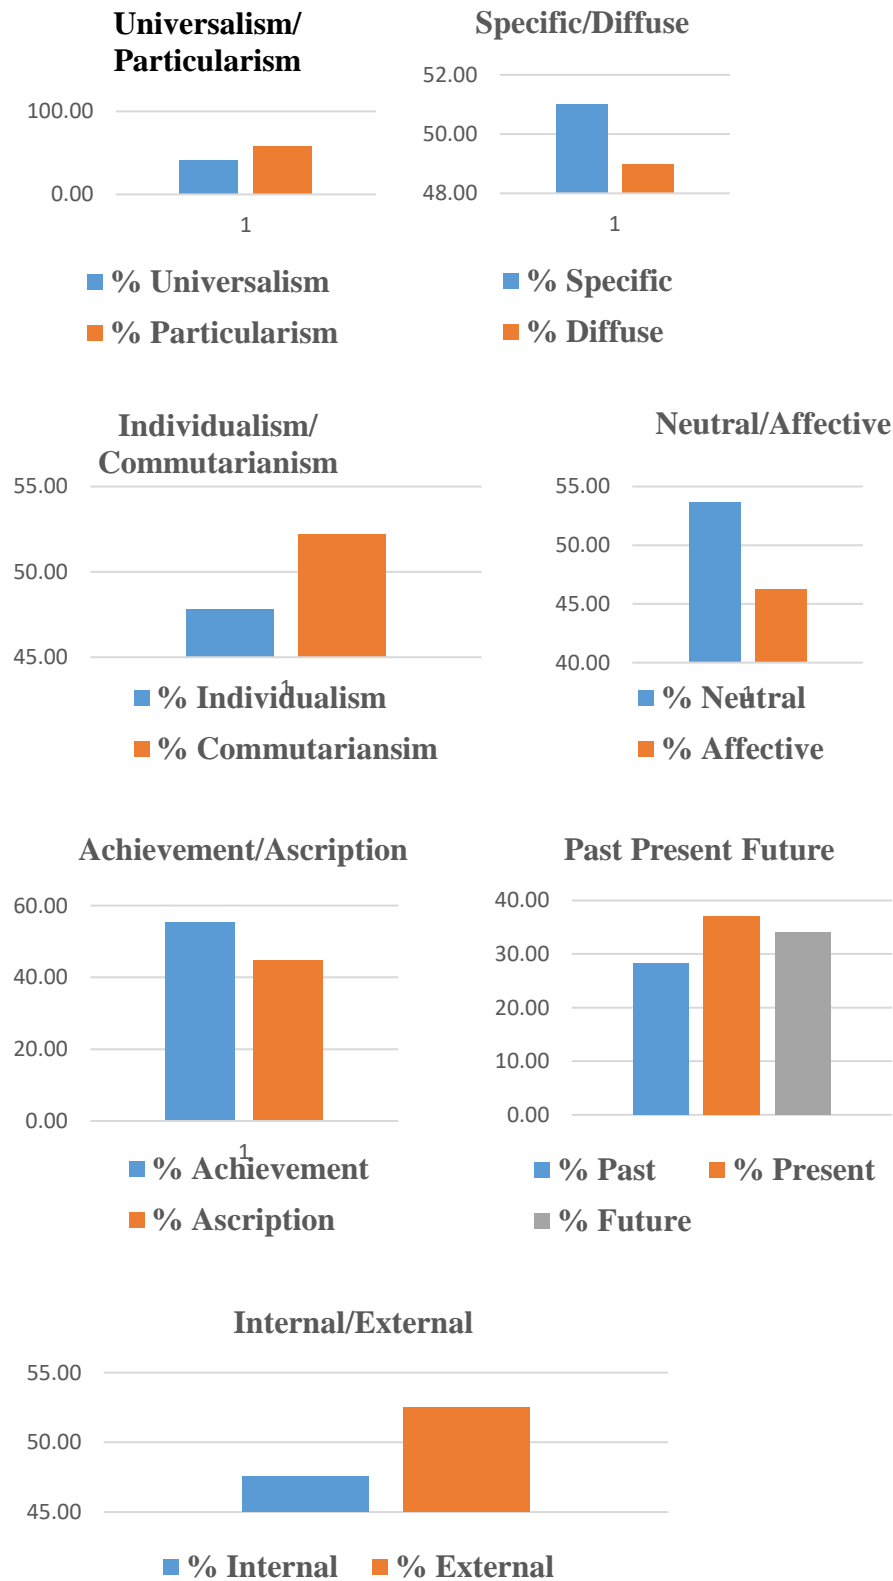 Universalism/
Particularism
100.00
0.00
1
% Universalism
% Particularism
Specific/Diffuse
52.00
50.00
48.00
1
% Specific
% Diffuse
Individualism/
Commutarianism
55.00
50.00
45.00
1
% Individualism
% Commutariansim
Neutral/Affective
55.00
50.00
45.00
40.00
1
% Neutral
% Affective
Achievement/Ascription
60.00
40.00
20.00
0.00
1
% Achievement
% Ascription
Past Present Future
40.00
30.00
20.00
10.00
0.00
% Past % Present
% Future
Internal/External
55.00
50.00
45.00
% Internal % External